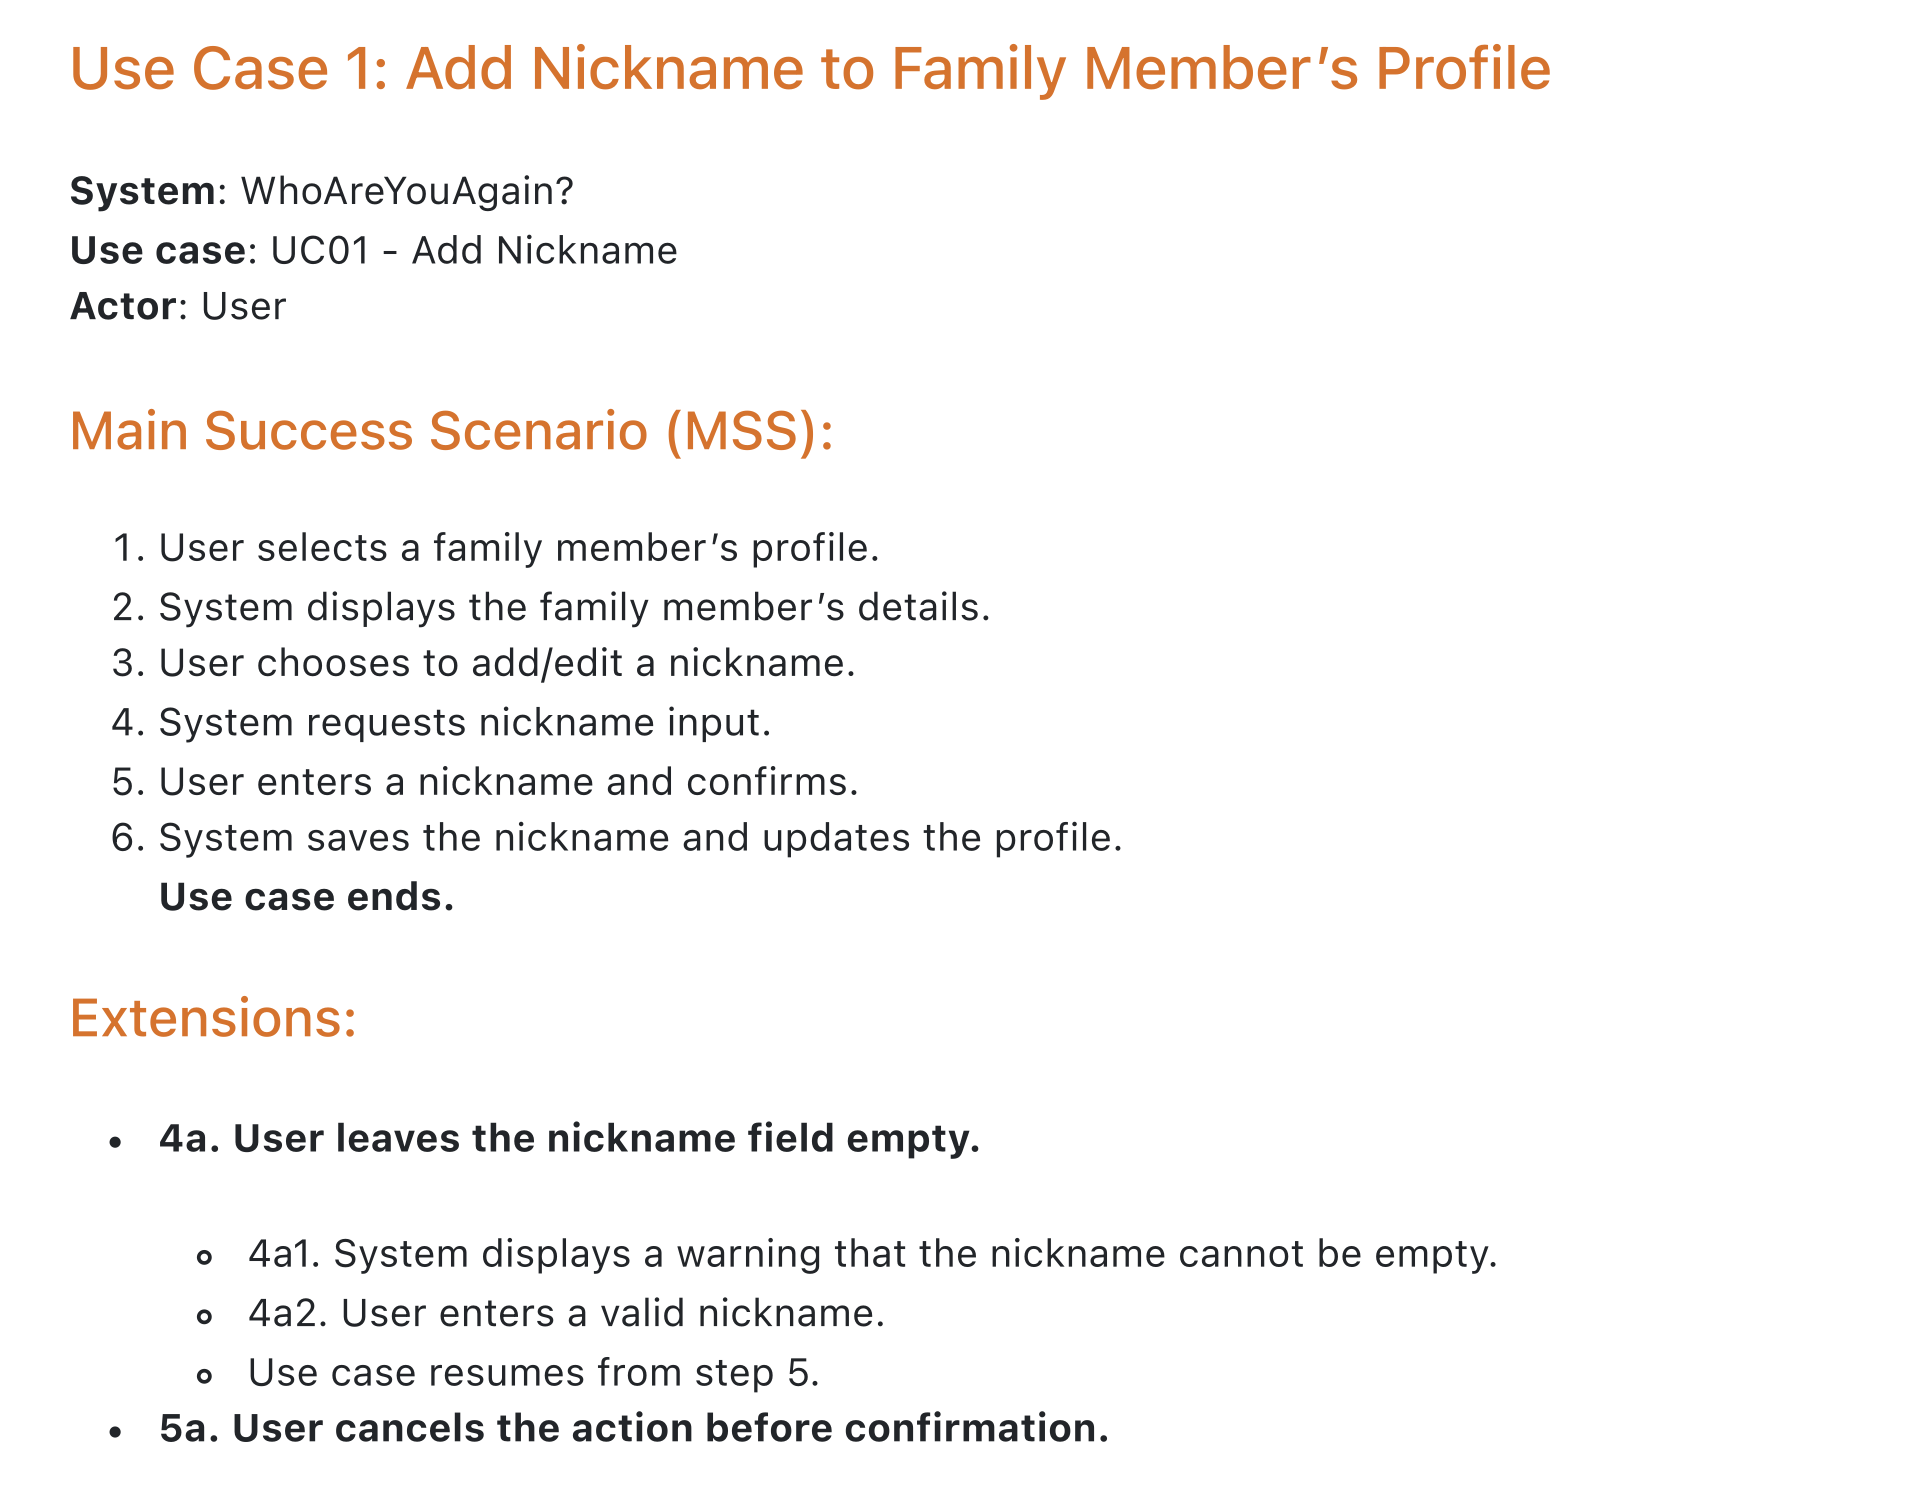 Use Case 1: Add Nickname to Family Member’s Profile
System: WhoAreYouAgain?
Use case: UC01 - Add Nickname
Actor: User
Main Success Scenario (MSS):
1. User selects a family member’s profile.
2. System displays the family member’s details.
3. User chooses to add/edit a nickname.
4. System requests nickname input.
5. User enters a nickname and confirms.
6. System saves the nickname and updates the profile.
Use case ends.
Extensions:
• 4a. User leaves the nickname field empty.
◦ 4a1. System displays a warning that the nickname cannot be empty.
◦ 4a2. User enters a valid nickname.
◦ Use case resumes from step 5.
• 5a. User cancels the action before confirmation.